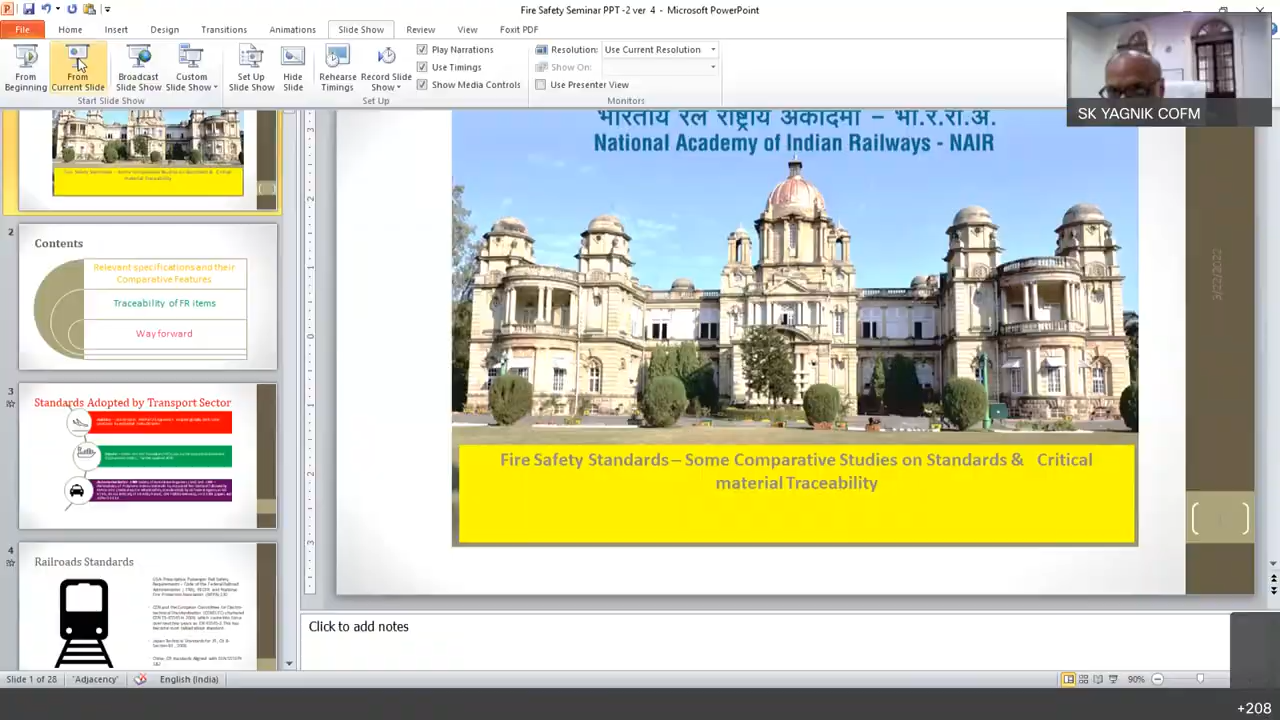 Fire Safety Seminar PPT -2 ver 4 - Microsoft PowerPoint
File Home Insert Design Transitions Animations Slide Show Review View Foxit PDF
From Beginning
From Current Slide
Broadcast Slide Show
Custom Slide Show
Set Up Slide Show
Hide Slide
Rehearse Timings
Record Slide Show
Play Narrations
Use Timings
Show Media Controls
Resolution: Use Current Resolution
Show On:
Use Presenter View
Start Slide Show
Set Up
Monitors
SK YAGNIK COFM
2
Contents
Relevant specifications and their
Comparative Features
Traceability of FR items
Way forward
3
Standards Adopted by Transport Sector
4
Railroads Standards
भारतीय रेल राष्ट्रीय अकादमी – भा.रे.रा.अ.
National Academy of Indian Railways - NAIR
Fire Safety Standards – Some Comparative Studies on Standards & Critical
material Traceability
3/22/2022
Click to add notes
Slide 1 of 28
'Adjacency'
English (India)
90%
+208